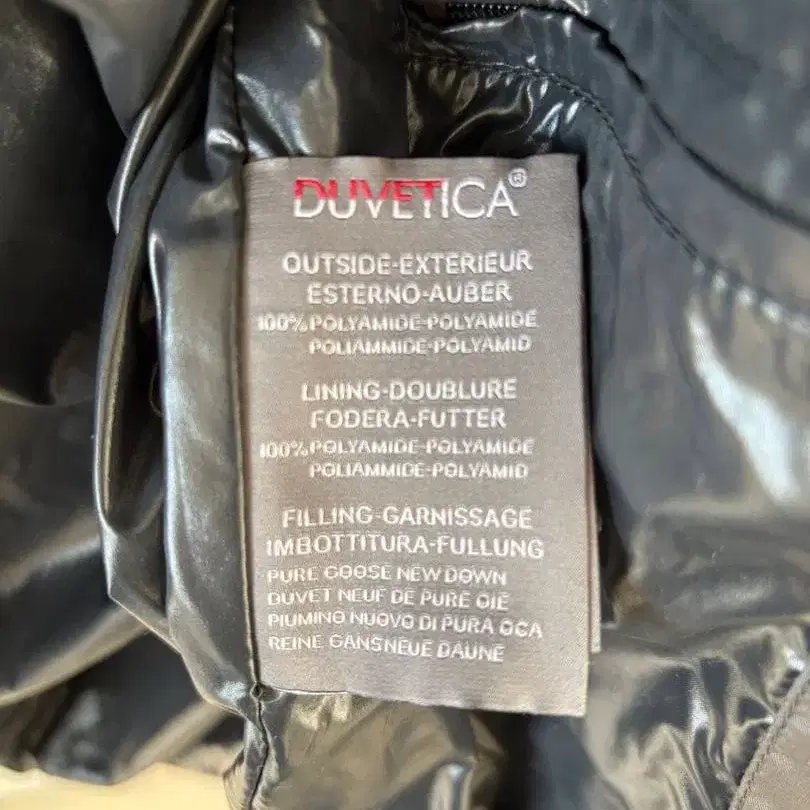 DUVETICA®
OUTSIDE-EXTERIEUR
ESTERNO-AUBER
100% POLYAMIDE-POLYAMIDE
POLIAMMIDE-POLYAMID
LINING-DOUBLURE
FODERA-FUTTER
100% POLYAMIDE-POLYAMIDE
POLIAMMIDE-POLYAMID
FILLING-GARNISSAGE
IMBOTTITURA-FULLUNG
PURE GOOSE NEW DOWN
DUVET NEUF DE PURE OIE
PIUMINO NUOVO DI PURA OCA
REINE GANSNEUE DAUNE